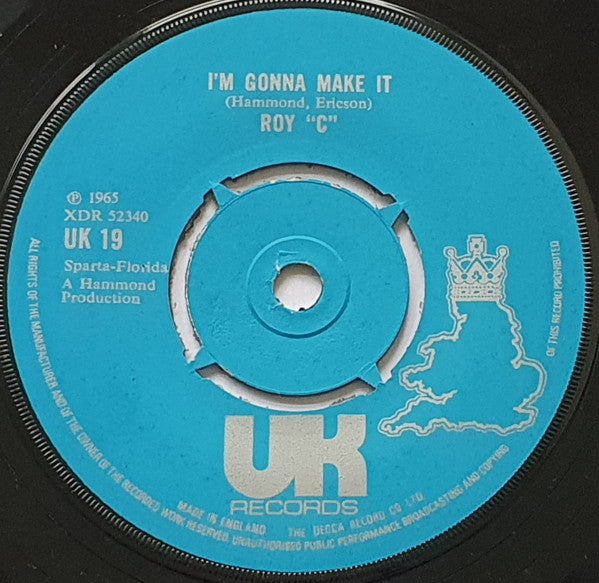 I'M GONNA MAKE IT
(Hammond, Ericson)
ROY "C"
℗ 1965
XDR 52340
UK 19
Sparta-Florida
A Hammond
Production
UK
RECORDS
MADE IN ENGLAND THE DECCA RECORD CO LTD.
ALL RIGHTS OF THE MANUFACTURER AND OF THE OWNER OF THE RECORDED WORK RESERVED. UNAUTHORISED PUBLIC PERFORMANCE BROADCASTING AND COPYING OF THIS RECORD PROHIBITED